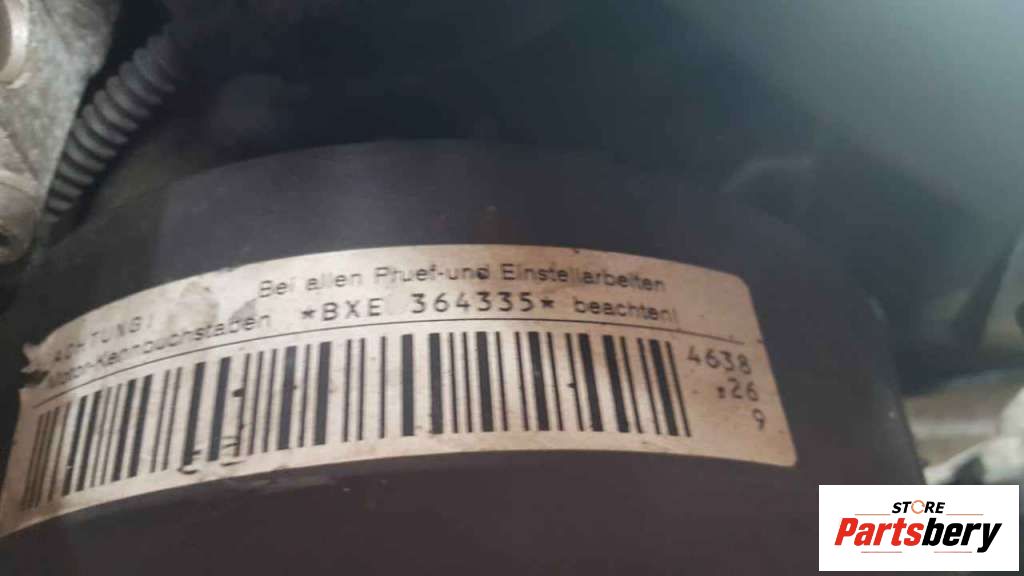 ACHTUNG! Bei allen Pruef-und Einstellarbeiten
Motor-Kennbuchstaben *BXE 364335* beachten!
4638
26
9
STORE
Partsbery